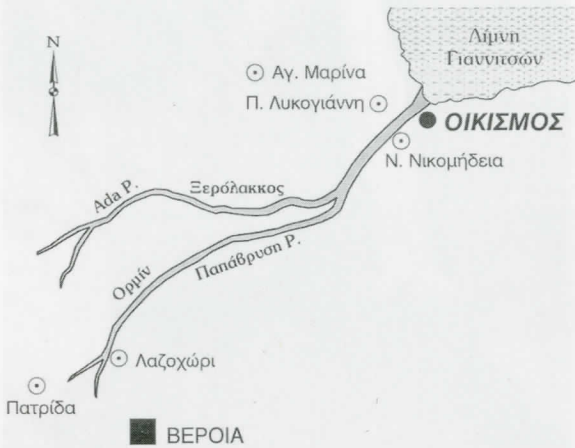 Λίμνη
Γιαννιτσών
N
Αγ. Μαρίνα
Π. Λυκογιάννη
ΟΙΚΙΣΜΟΣ
Ν. Νικομήδεια
Ada Ρ.
Ξερόλακκος
Ορμίν
Παπάβρυση Ρ.
Λαζοχώρι
Πατρίδα
ΒΕΡΟΙΑ